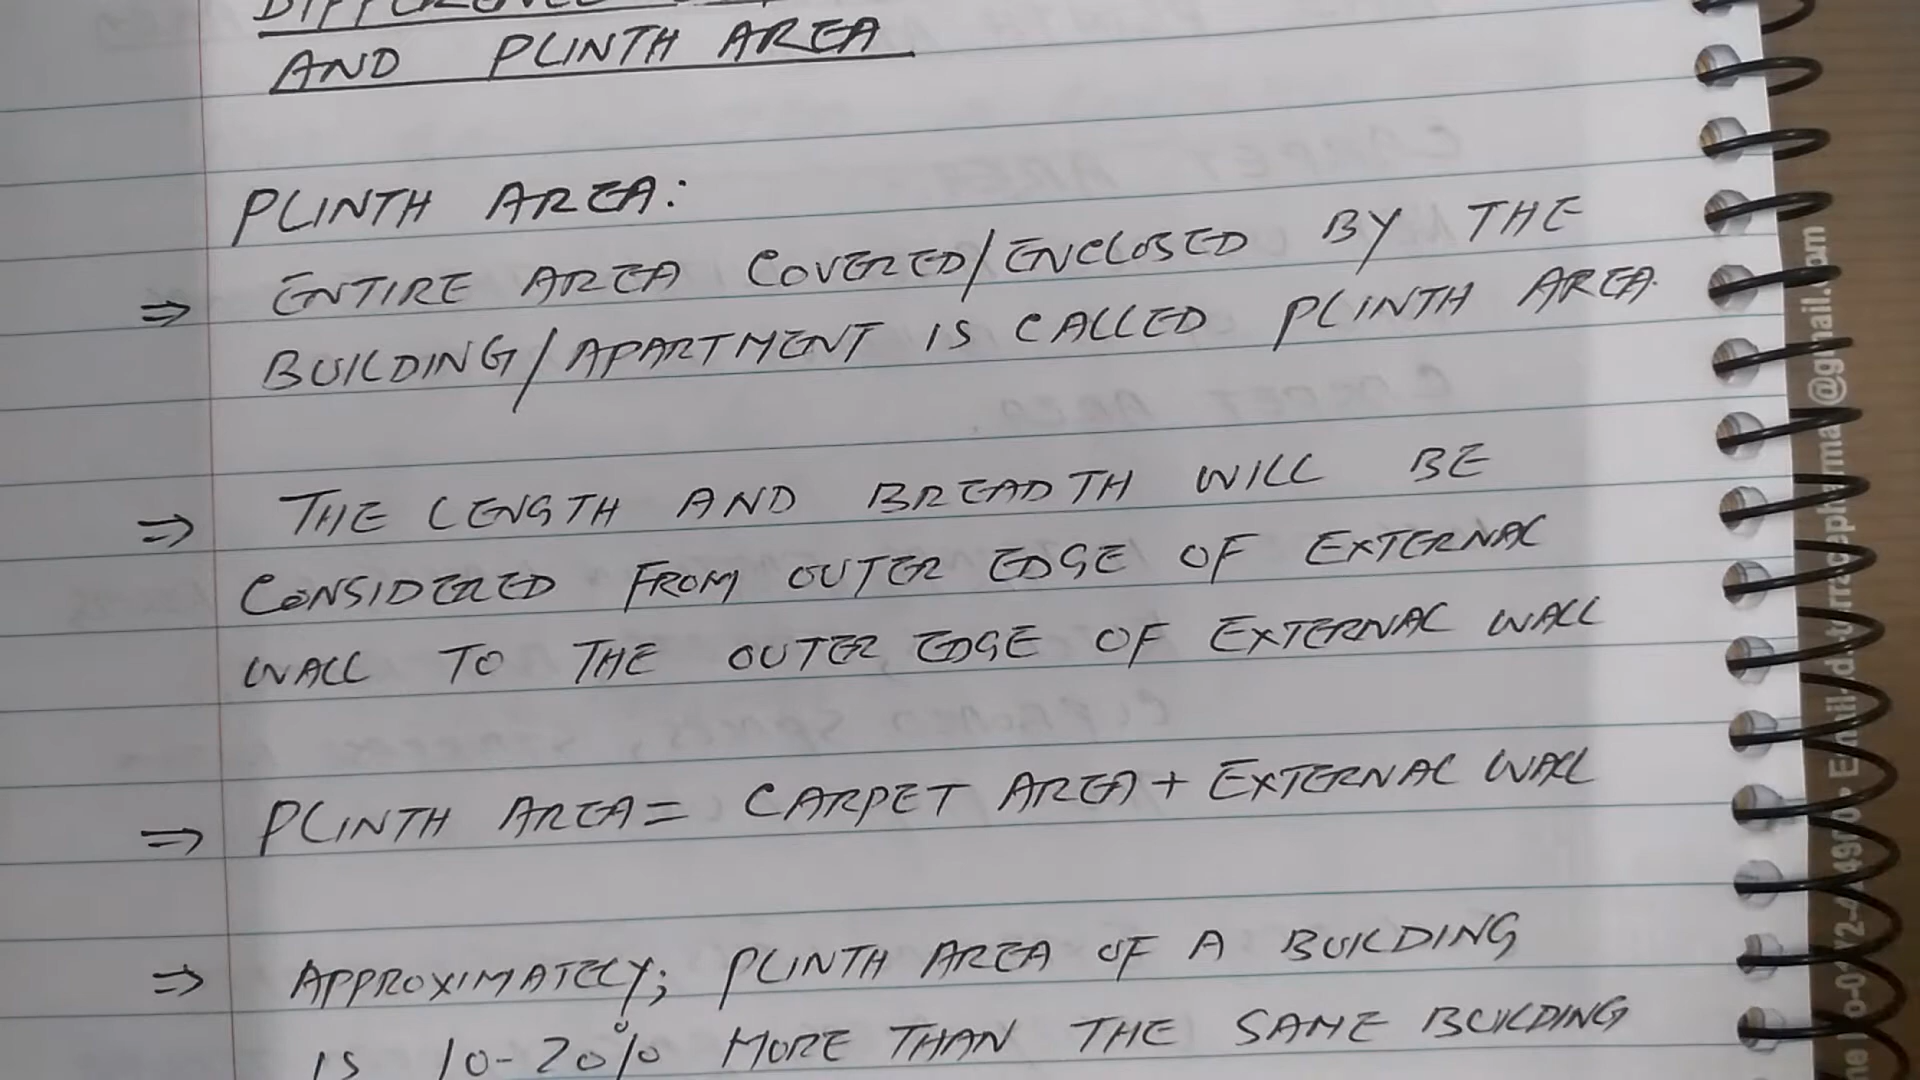 DIFFERENCE
AND PLINTH AREA
PLINTH AREA:
⇒ ENTIRE AREA COVERED/ENCLOSED BY THE
BUILDING/APARTMENT IS CALLED PLINTH AREA.
⇒ THE LENGTH AND BREADTH WILL BE
CONSIDERED FROM OUTER EDGE OF EXTERNAL
WALL TO THE OUTER EDGE OF EXTERNAL WALL
⇒ PLINTH AREA = CARPET AREA + EXTERNAL WALL
⇒ APPROXIMATELY; PLINTH AREA OF A BUILDING
IS 10-20% MORE THAN THE SAME BUILDING